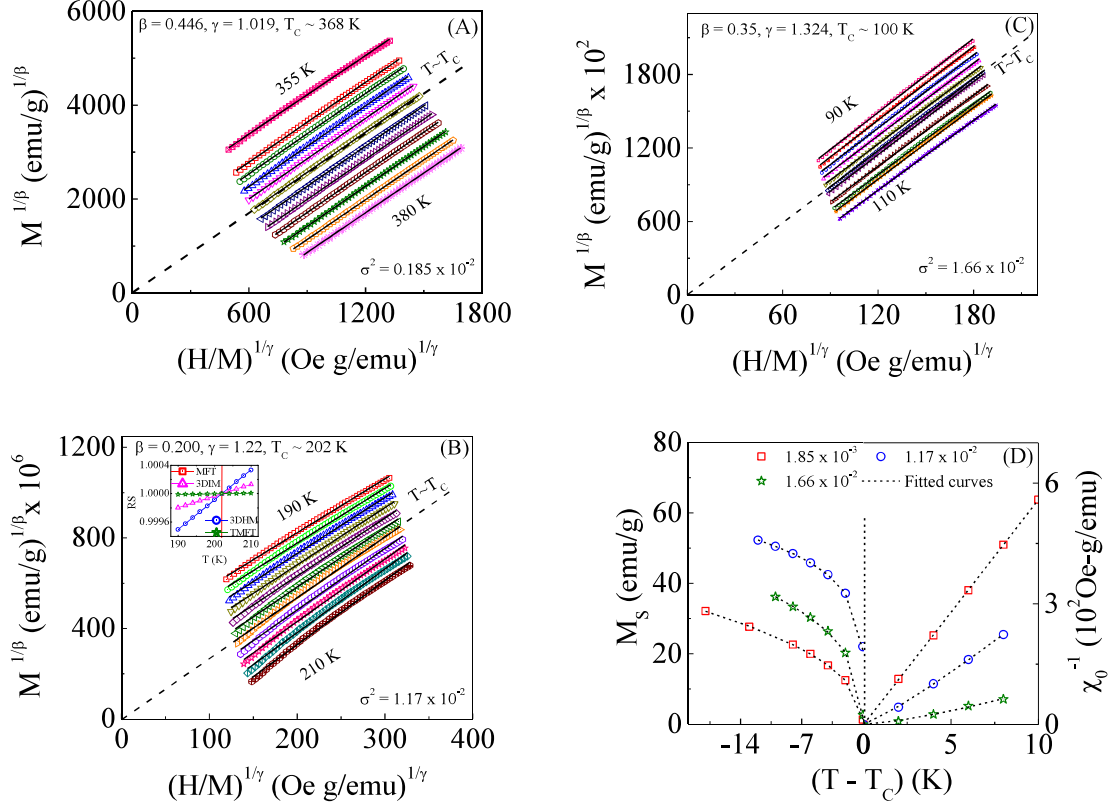 β = 0.446, γ = 1.019, T_C ~ 368 K
(A)
6000
4000
2000
0
M^{1/β} (emu/g)^{1/β}
355 K
T~T_C
380 K
σ² = 0.185 x 10⁻²
0 600 1200 1800
(H/M)^{1/γ} (Oe g/emu)^{1/γ}
β = 0.35, γ = 1.324, T_C ~ 100 K
(C)
1800
1200
600
0
M^{1/β} (emu/g)^{1/β} x 10²
90 K
T~T_C
110 K
σ² = 1.66 x 10⁻²
0 60 120 180
(H/M)^{1/γ} (Oe g/emu)^{1/γ}
β = 0.200, γ = 1.22, T_C ~ 202 K
(B)
1200
800
400
0
M^{1/β} (emu/g)^{1/β} x 10⁶
1.0004
1.0000
0.9996
RS
MFT
3DIM
3DHM
TMFT
190 200 210
T (K)
190 K
T~T_C
210 K
σ² = 1.17 x 10⁻²
0 100 200 300 400
(H/M)^{1/γ} (Oe g/emu)^{1/γ}
(D)
1.85 x 10⁻³
1.17 x 10⁻²
1.66 x 10⁻²
Fitted curves
80
60
40
20
0
M_S (emu/g)
6
3
0
χ₀⁻¹ (10²Oe-g/emu)
-14 -7 0 5 10
(T - T_C) (K)